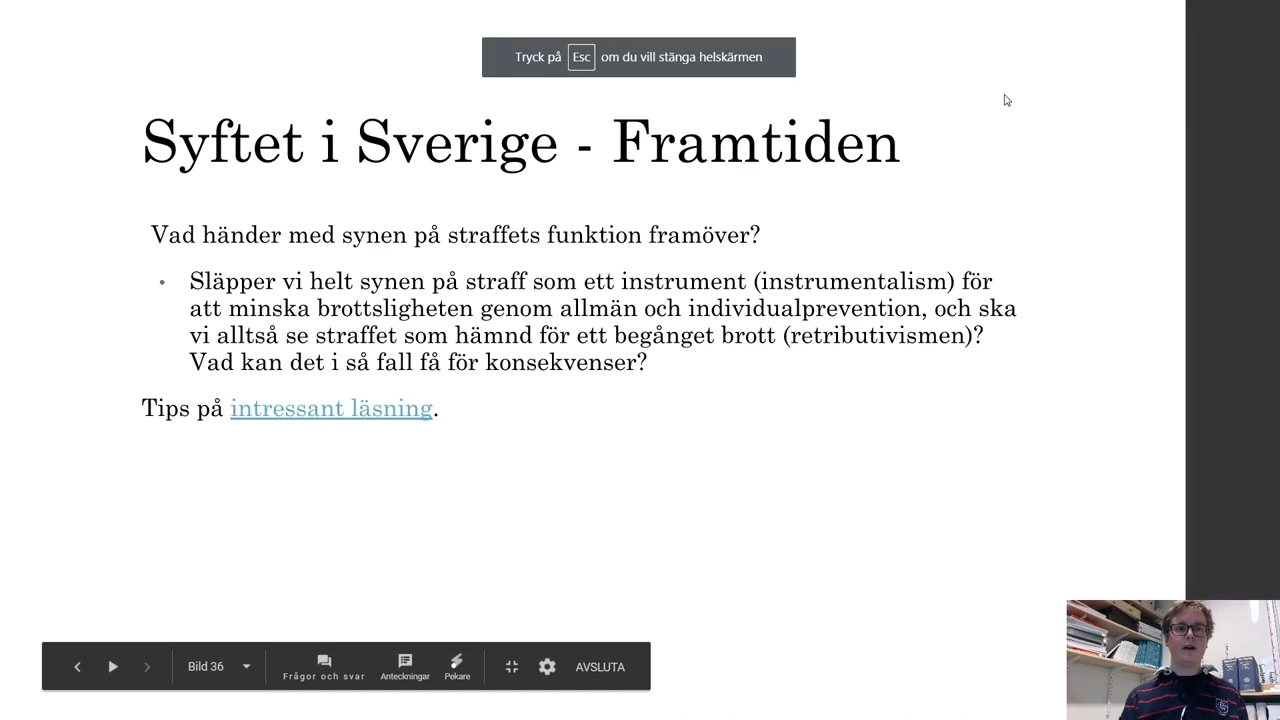 Tryck på Esc om du vill stänga helskärmen
Syftet i Sverige - Framtiden
Vad händer med synen på straffets funktion framöver?
• Släpper vi helt synen på straff som ett instrument (instrumentalism) för
att minska brottsligheten genom allmän och individualprevention, och ska
vi alltså se straffet som hämnd för ett begånget brott (retributivismen)?
Vad kan det i så fall få för konsekvenser?
Tips på intressant läsning.
Bild 36
Frågor och svar
Anteckningar
Pekare
AVSLUTA